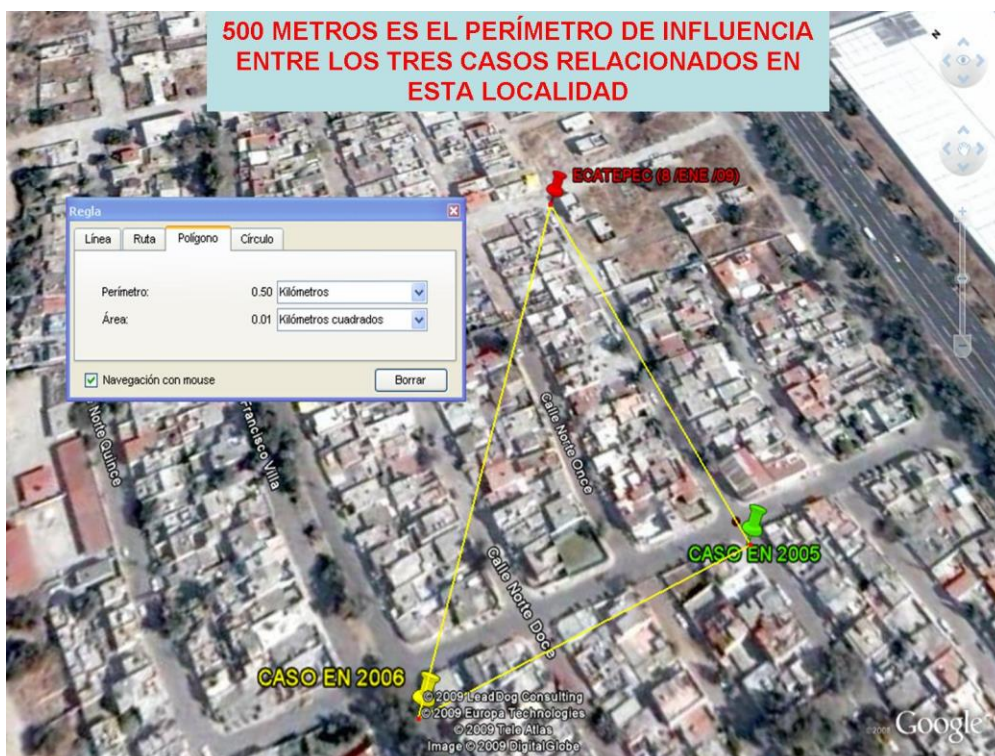 500 METROS ES EL PERÍMETRO DE INFLUENCIA
ENTRE LOS TRES CASOS RELACIONADOS EN
ESTA LOCALIDAD
N
ECATEPEC (8 /ENE /09)
Regla
Línea
Ruta
Polígono
Círculo
Perímetro:
0.50
Kilómetros
Área:
0.01
Kilómetros cuadrados
Navegación con mouse
Borrar
Norte Quince
Francisco Villa
Calle Norte Once
CASO EN 2005
Calle Norte Doce
CASO EN 2006
© 2009 LeadDog Consulting
© 2009 Europa Technologies
© 2009 Tele Atlas
Image © 2009 DigitalGlobe
Google